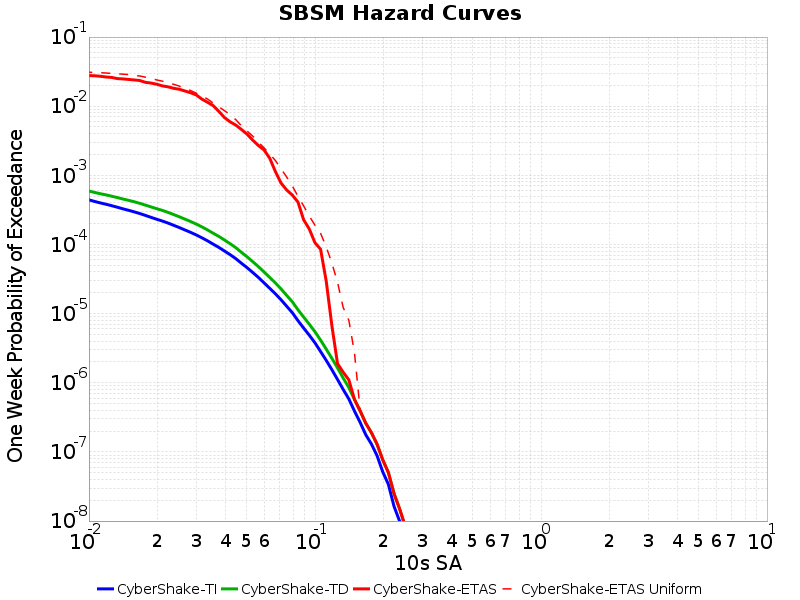 SBSM Hazard Curves
One Week Probability of Exceedance
10^-1
10^-2
10^-3
10^-4
10^-5
10^-6
10^-7
10^-8
10^-2 2 3 4 5 6 10^-1 2 3 4 5 6 7 10^0 2 3 4 5 6 7 10^1
10s SA
CyberShake-TI CyberShake-TD CyberShake-ETAS CyberShake-ETAS Uniform